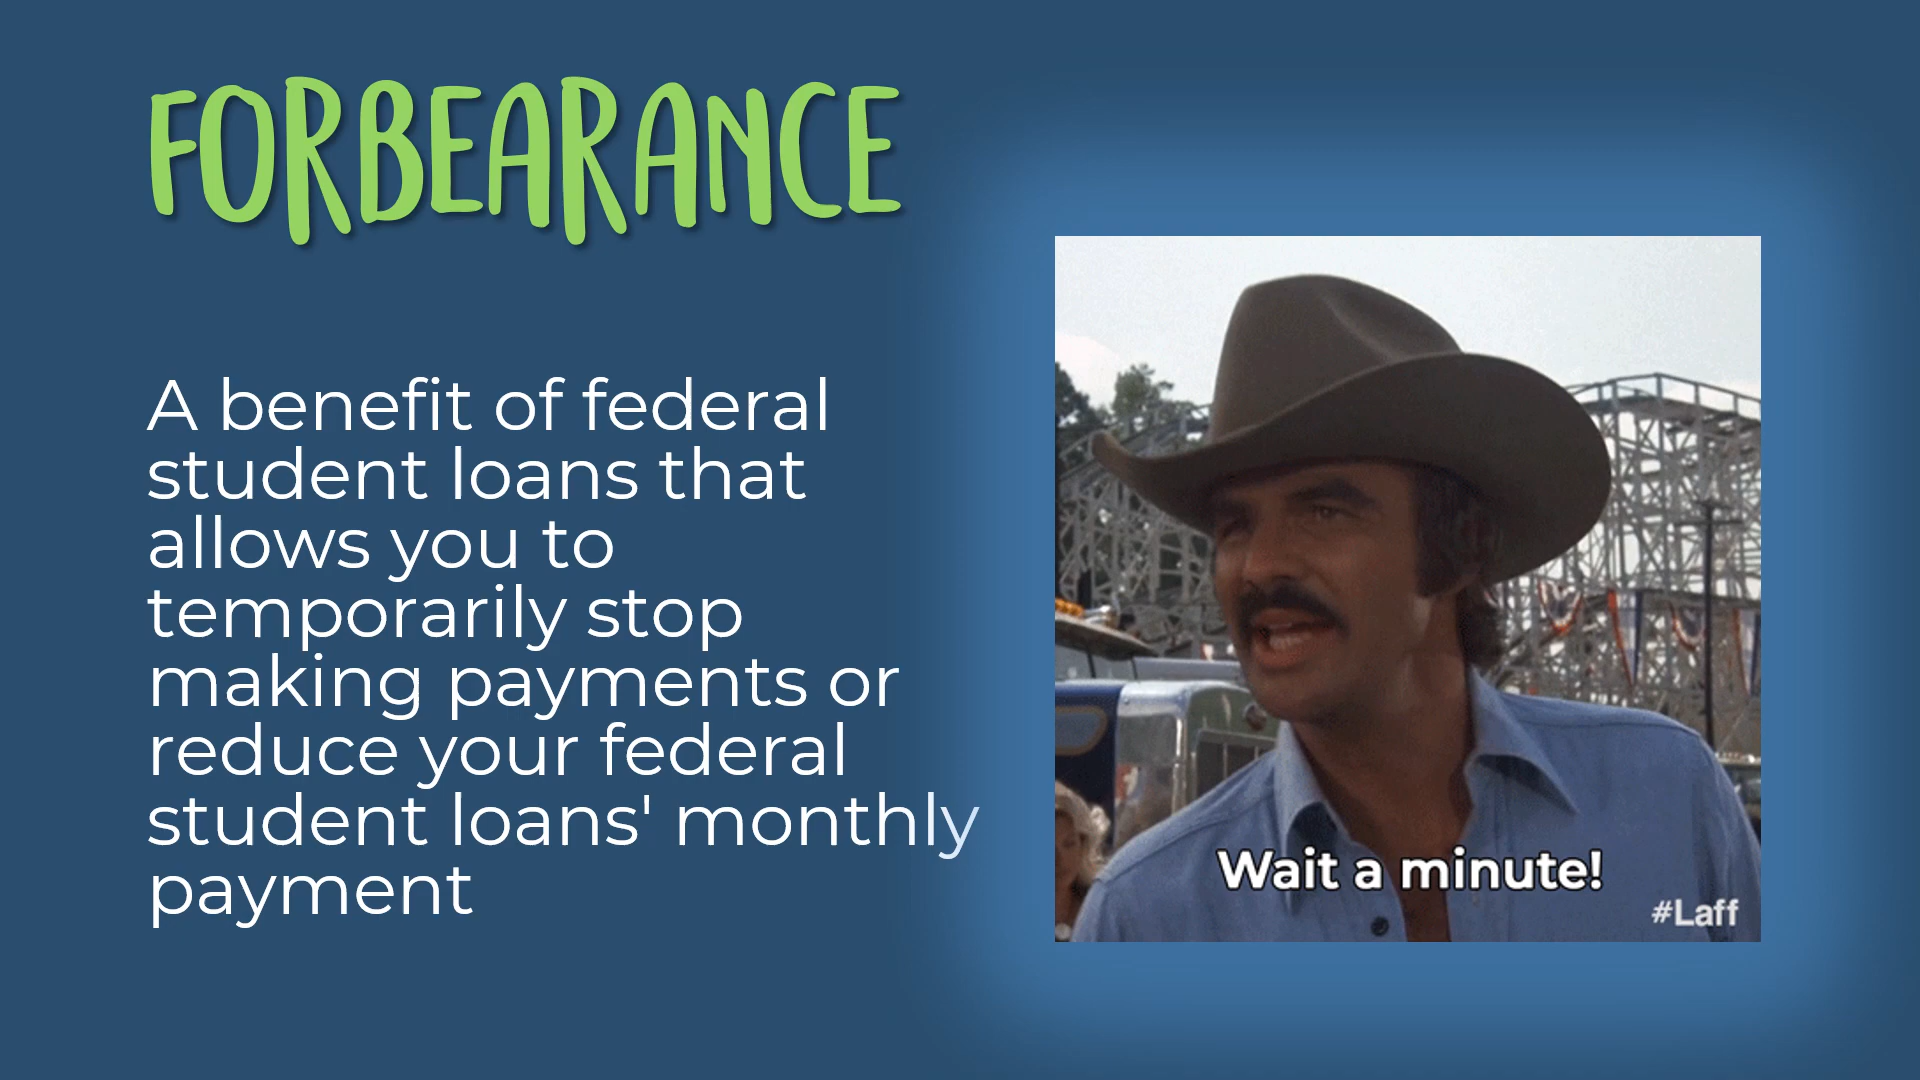 FORBEARANCE
A benefit of federal
student loans that
allows you to
temporarily stop
making payments or
reduce your federal
student loans' monthly
payment
Wait a minute!
#Laff